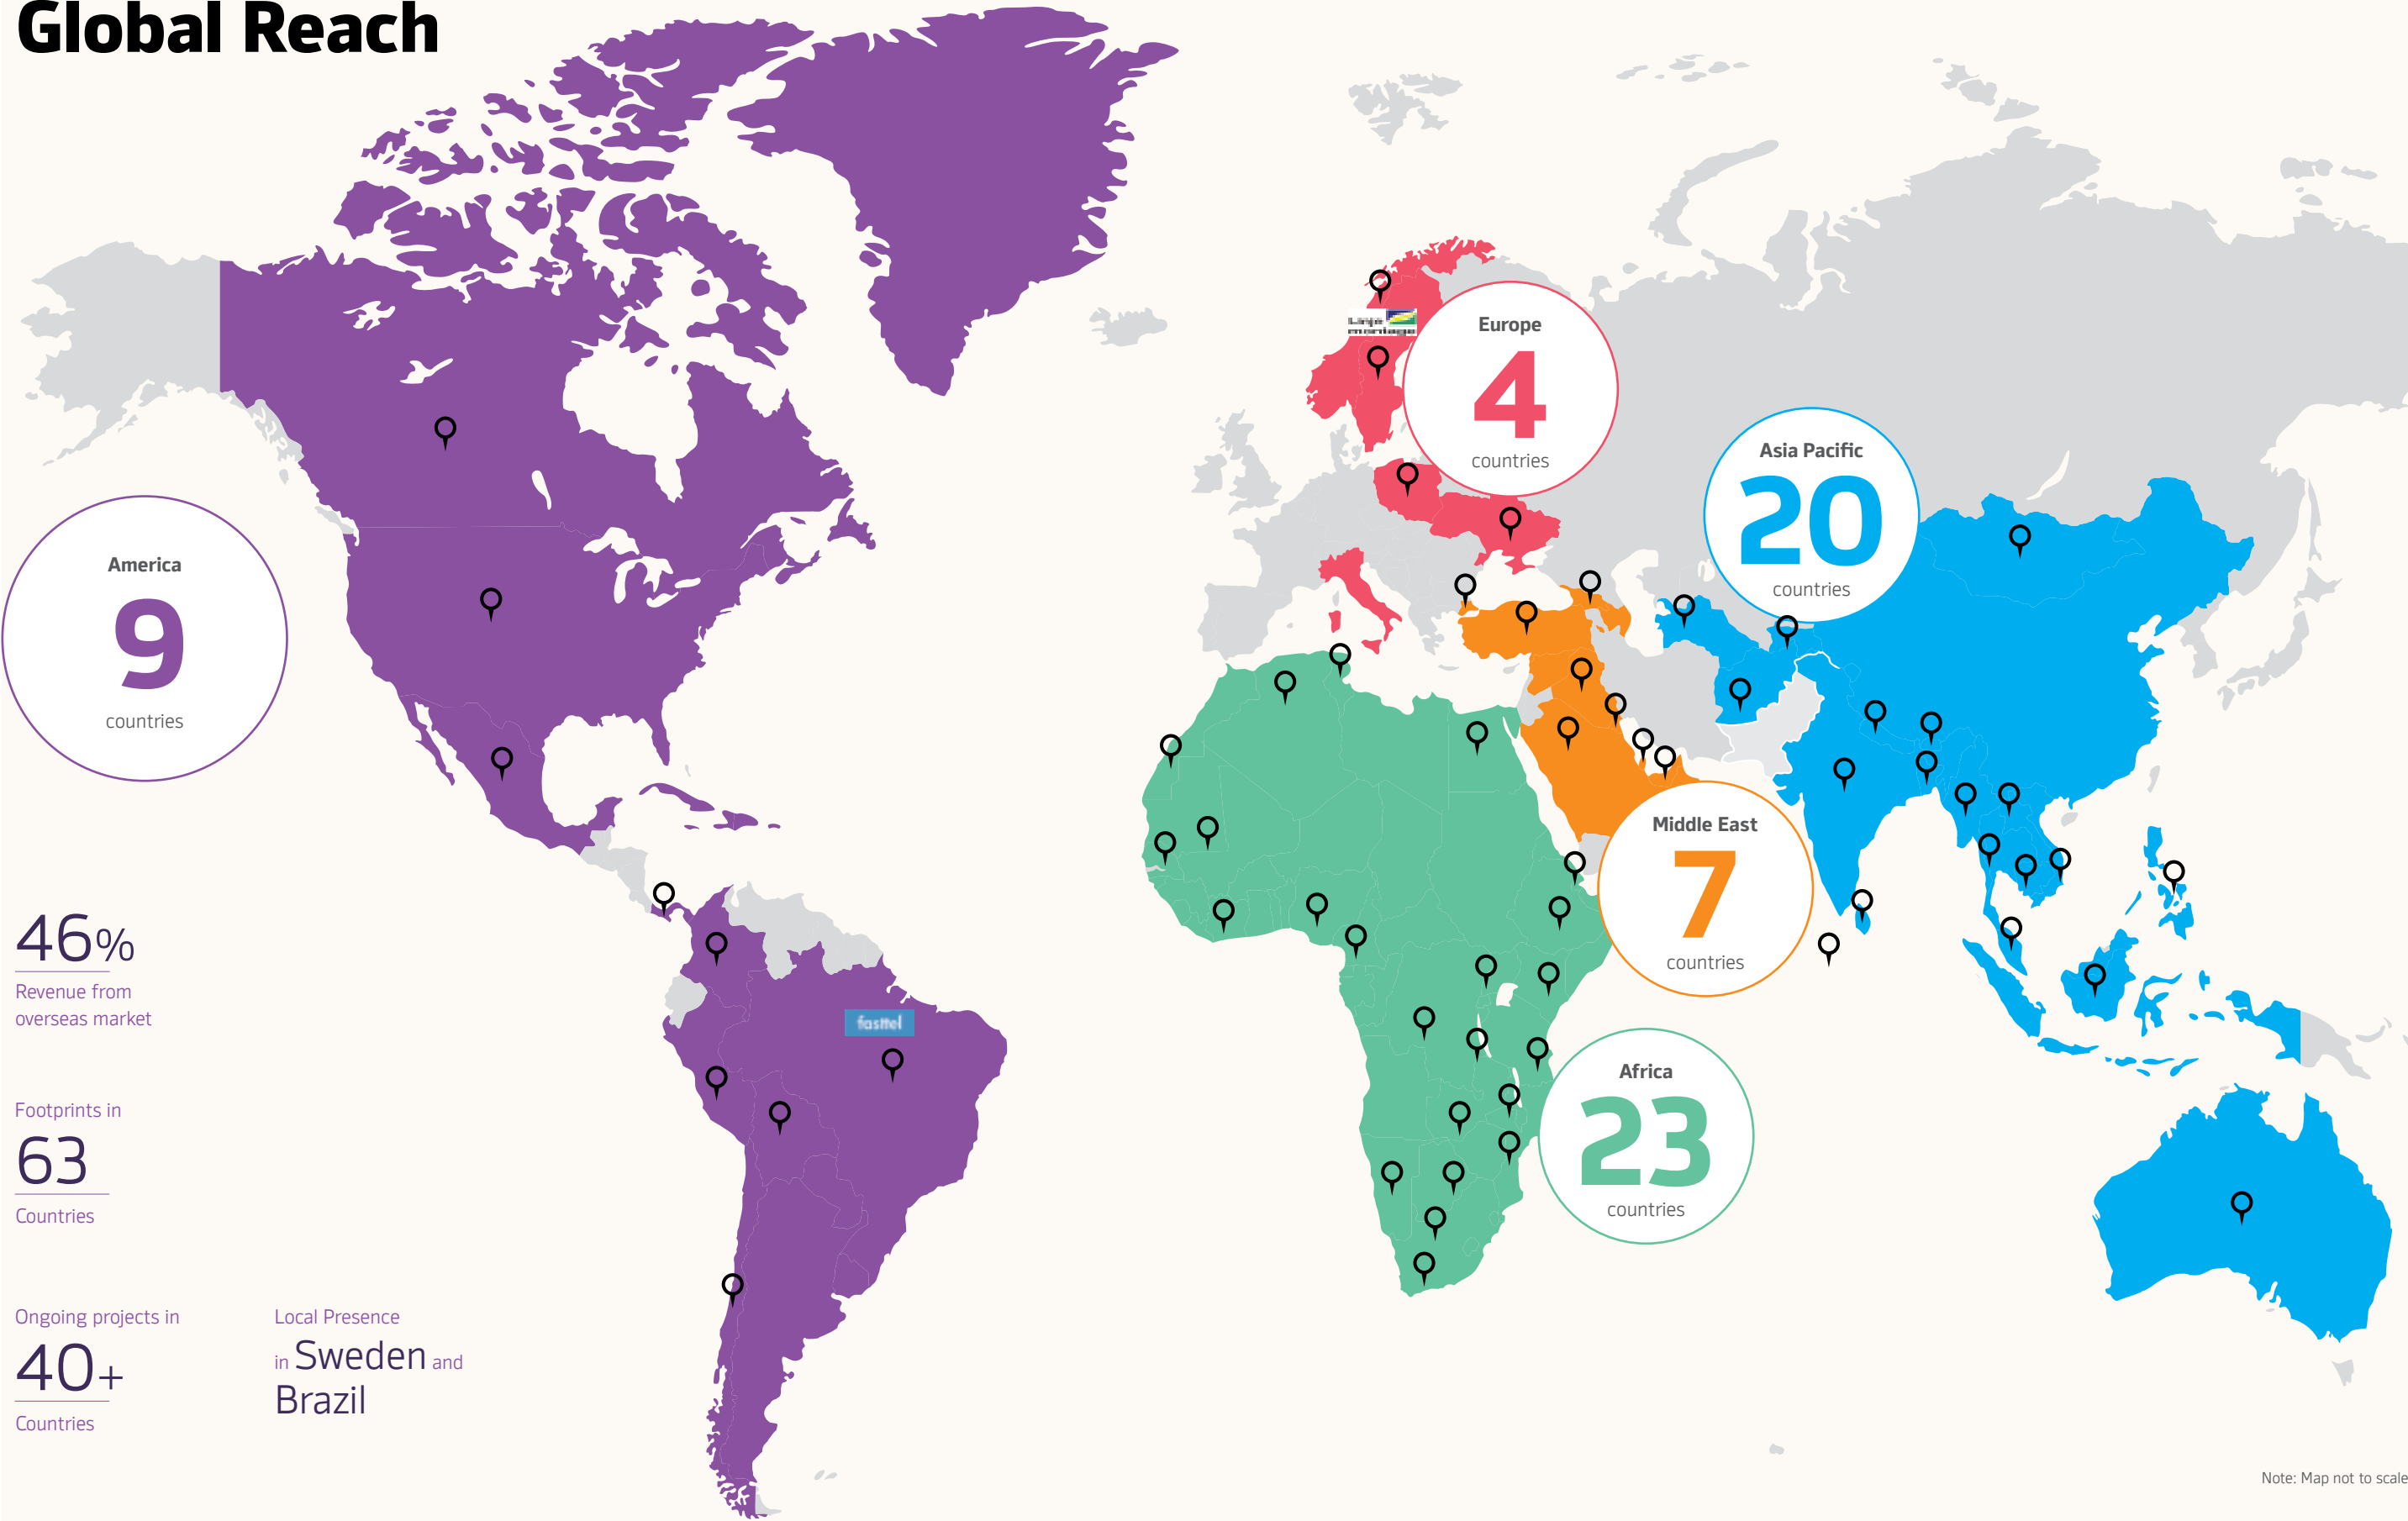 Global Reach
America
9
countries
Europe
4
countries
Asia Pacific
20
countries
Middle East
7
countries
Africa
23
countries
fasttel
46%
Revenue from
overseas market
Footprints in
63
Countries
Ongoing projects in
40+
Countries
Local Presence
in Sweden and
Brazil
Note: Map not to scale